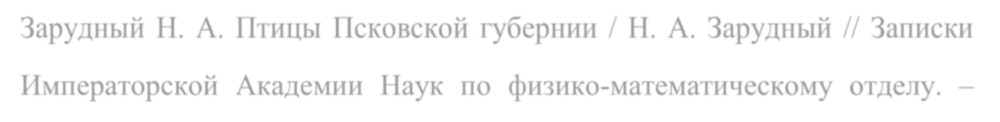 Зарудный Н. А. Птицы Псковской губернии / Н. А. Зарудный // Записки
Императорской Академии Наук по физико-математическому отделу. –